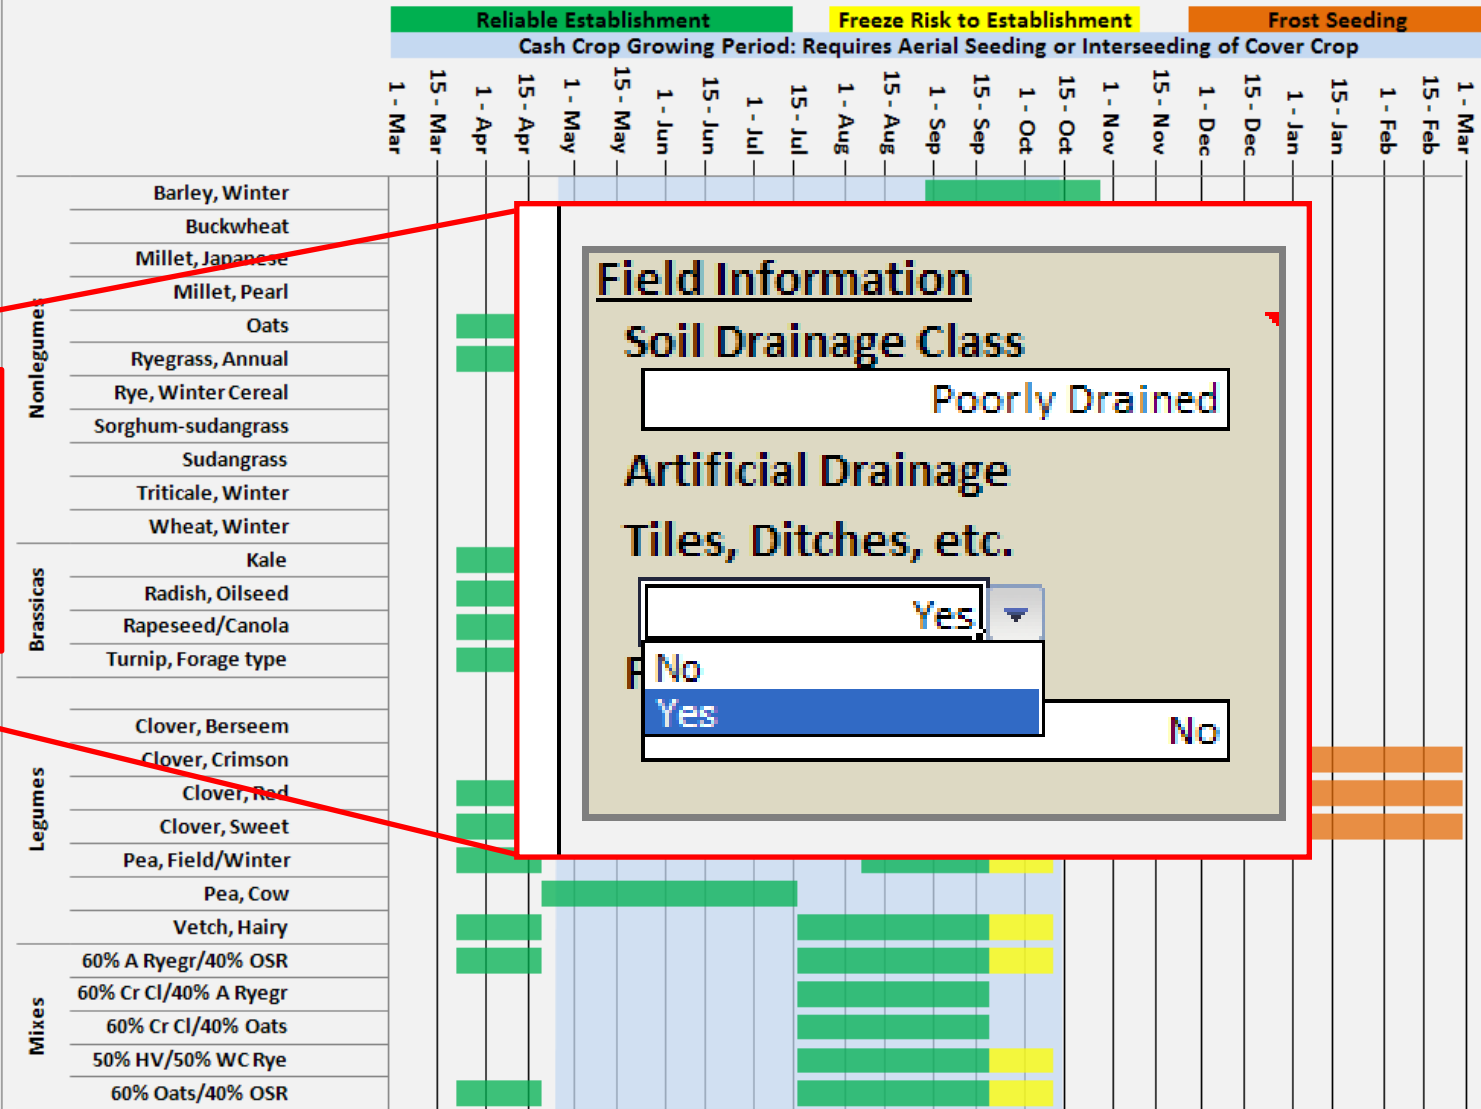 Reliable Establishment
Freeze Risk to Establishment
Frost Seeding
Cash Crop Growing Period: Requires Aerial Seeding or Interseeding of Cover Crop
1 - Mar
15 - Mar
1 - Apr
15 - Apr
1 - May
15 - May
1 - Jun
15 - Jun
1 - Jul
15 - Jul
1 - Aug
15 - Aug
1 - Sep
15 - Sep
1 - Oct
15 - Oct
1 - Nov
15 - Nov
1 - Dec
15 - Dec
1 - Jan
15 - Jan
1 - Feb
15 - Feb
1 - Mar
Nonlegumes
Barley, Winter
Buckwheat
Millet, Japanese
Millet, Pearl
Oats
Ryegrass, Annual
Rye, Winter Cereal
Sorghum-sudangrass
Sudangrass
Triticale, Winter
Wheat, Winter
Brassicas
Kale
Radish, Oilseed
Rapeseed/Canola
Turnip, Forage type
Legumes
Clover, Berseem
Clover, Crimson
Clover, Red
Clover, Sweet
Pea, Field/Winter
Pea, Cow
Vetch, Hairy
Mixes
60% A Ryegr/40% OSR
60% Cr Cl/40% A Ryegr
60% Cr Cl/40% Oats
50% HV/50% WC Rye
60% Oats/40% OSR
Field Information
Soil Drainage Class
Poorly Drained
Artificial Drainage
Tiles, Ditches, etc.
Yes
No
Yes
No